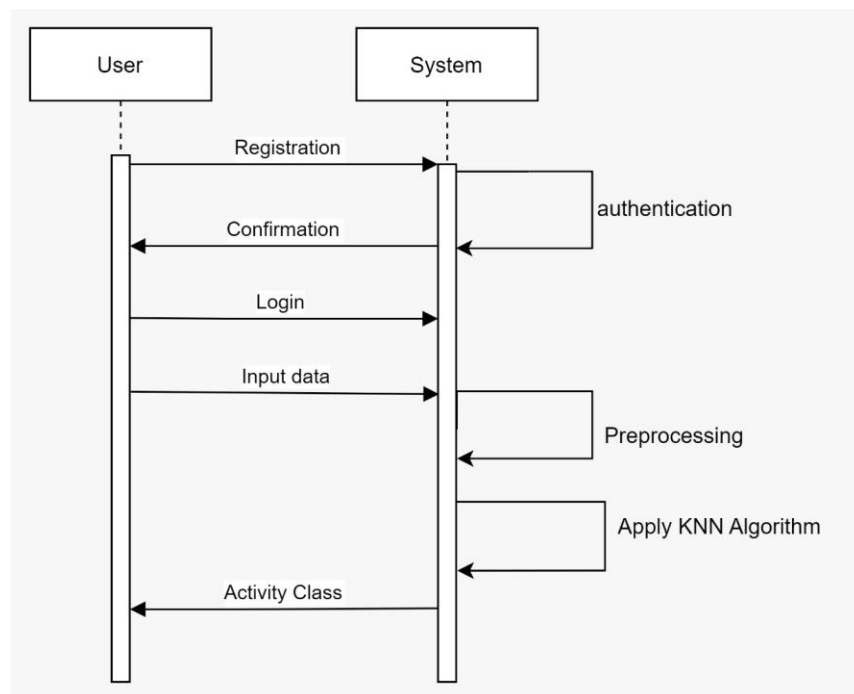 User
System
Registration
authentication
Confirmation
Login
Input data
Preprocessing
Apply KNN Algorithm
Activity Class